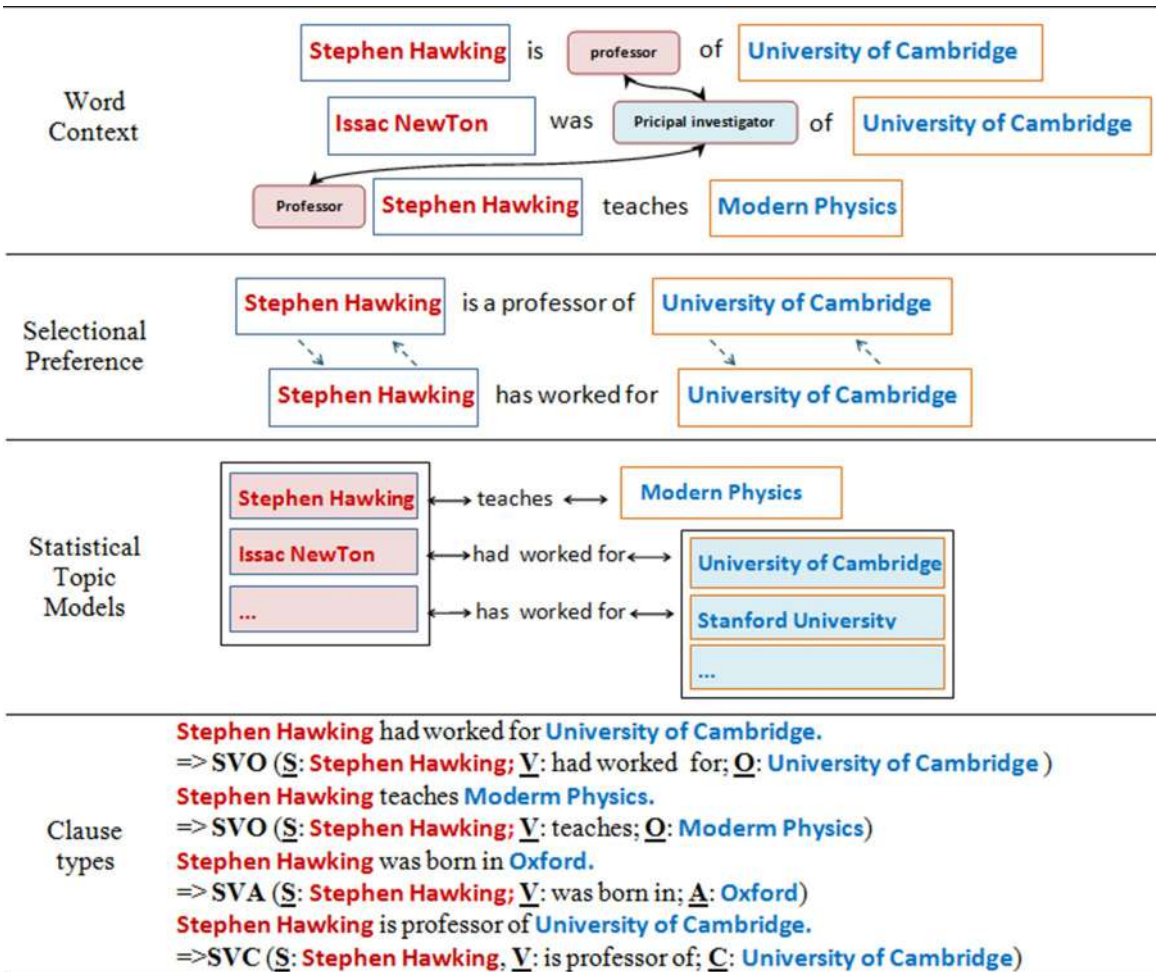 Word
Context
Stephen Hawking is professor of University of Cambridge
Issac NewTon was Pricipal investigator of University of Cambridge
Professor Stephen Hawking teaches Modern Physics
Selectional
Preference
Stephen Hawking is a professor of University of Cambridge
Stephen Hawking has worked for University of Cambridge
Statistical
Topic
Models
Stephen Hawking teaches Modern Physics
Issac NewTon had worked for University of Cambridge
... has worked for Stanford University
...
Clause
types
Stephen Hawking had worked for University of Cambridge.
=> SVO (S: Stephen Hawking; V: had worked for; O: University of Cambridge )
Stephen Hawking teaches Moderm Physics.
=> SVO (S: Stephen Hawking; V: teaches; O: Moderm Physics)
Stephen Hawking was born in Oxford.
=> SVA (S: Stephen Hawking; V: was born in; A: Oxford)
Stephen Hawking is professor of University of Cambridge.
=>SVC (S: Stephen Hawking, V: is professor of; C: University of Cambridge)